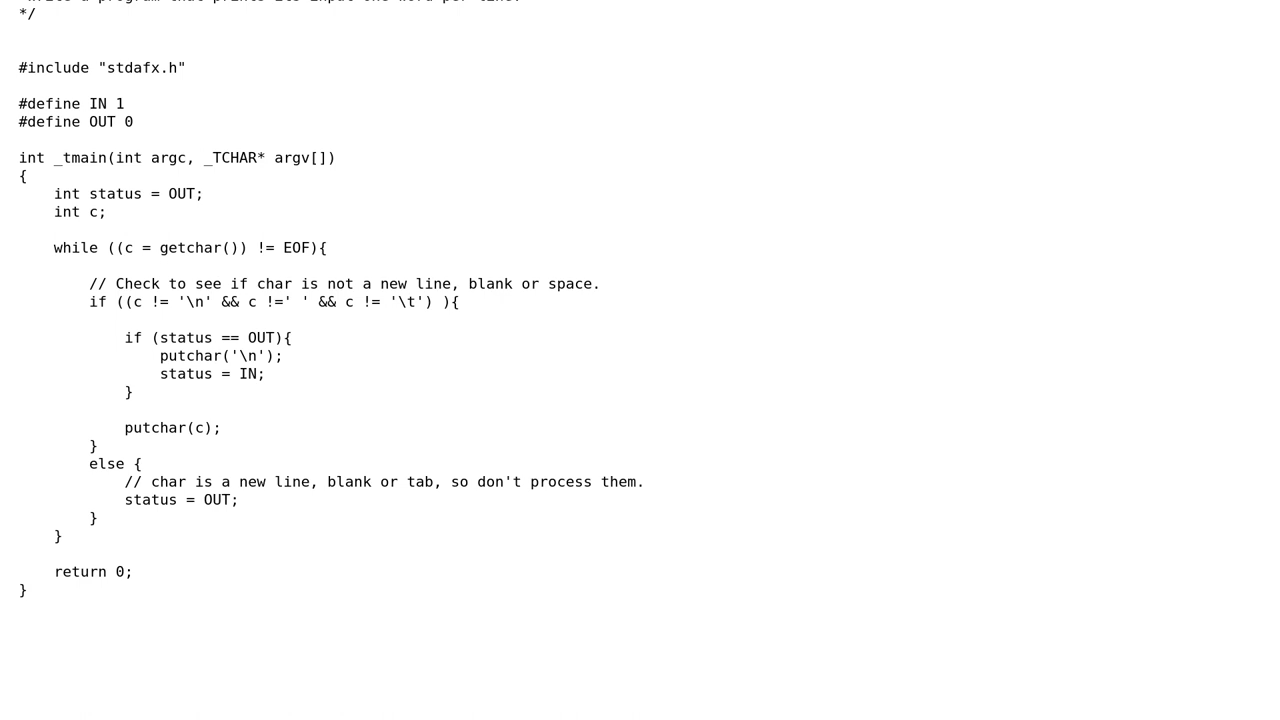 */
#include "stdafx.h"
#define IN 1
#define OUT 0
int _tmain(int argc, _TCHAR* argv[])
{
    int status = OUT;
    int c;
    while ((c = getchar()) != EOF){
        // Check to see if char is not a new line, blank or space.
        if ((c != '\n' && c !=' ' && c != '\t') ){
            if (status == OUT){
                putchar('\n');
                status = IN;
            }
            putchar(c);
        }
        else {
            // char is a new line, blank or tab, so don't process them.
            status = OUT;
        }
    }
    return 0;
}